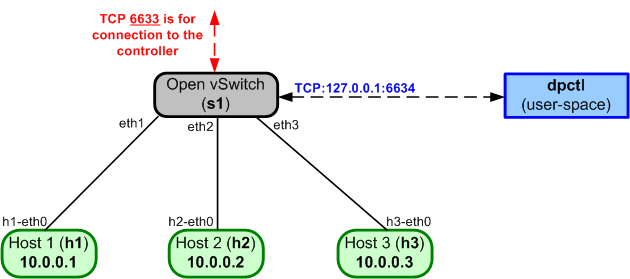 TCP 6633 is for
connection to the
controller
Open vSwitch
(s1)
TCP:127.0.0.1:6634
dpctl
(user-space)
eth1
eth2
eth3
h1-eth0
h2-eth0
h3-eth0
Host 1 (h1)
10.0.0.1
Host 2 (h2)
10.0.0.2
Host 3 (h3)
10.0.0.3